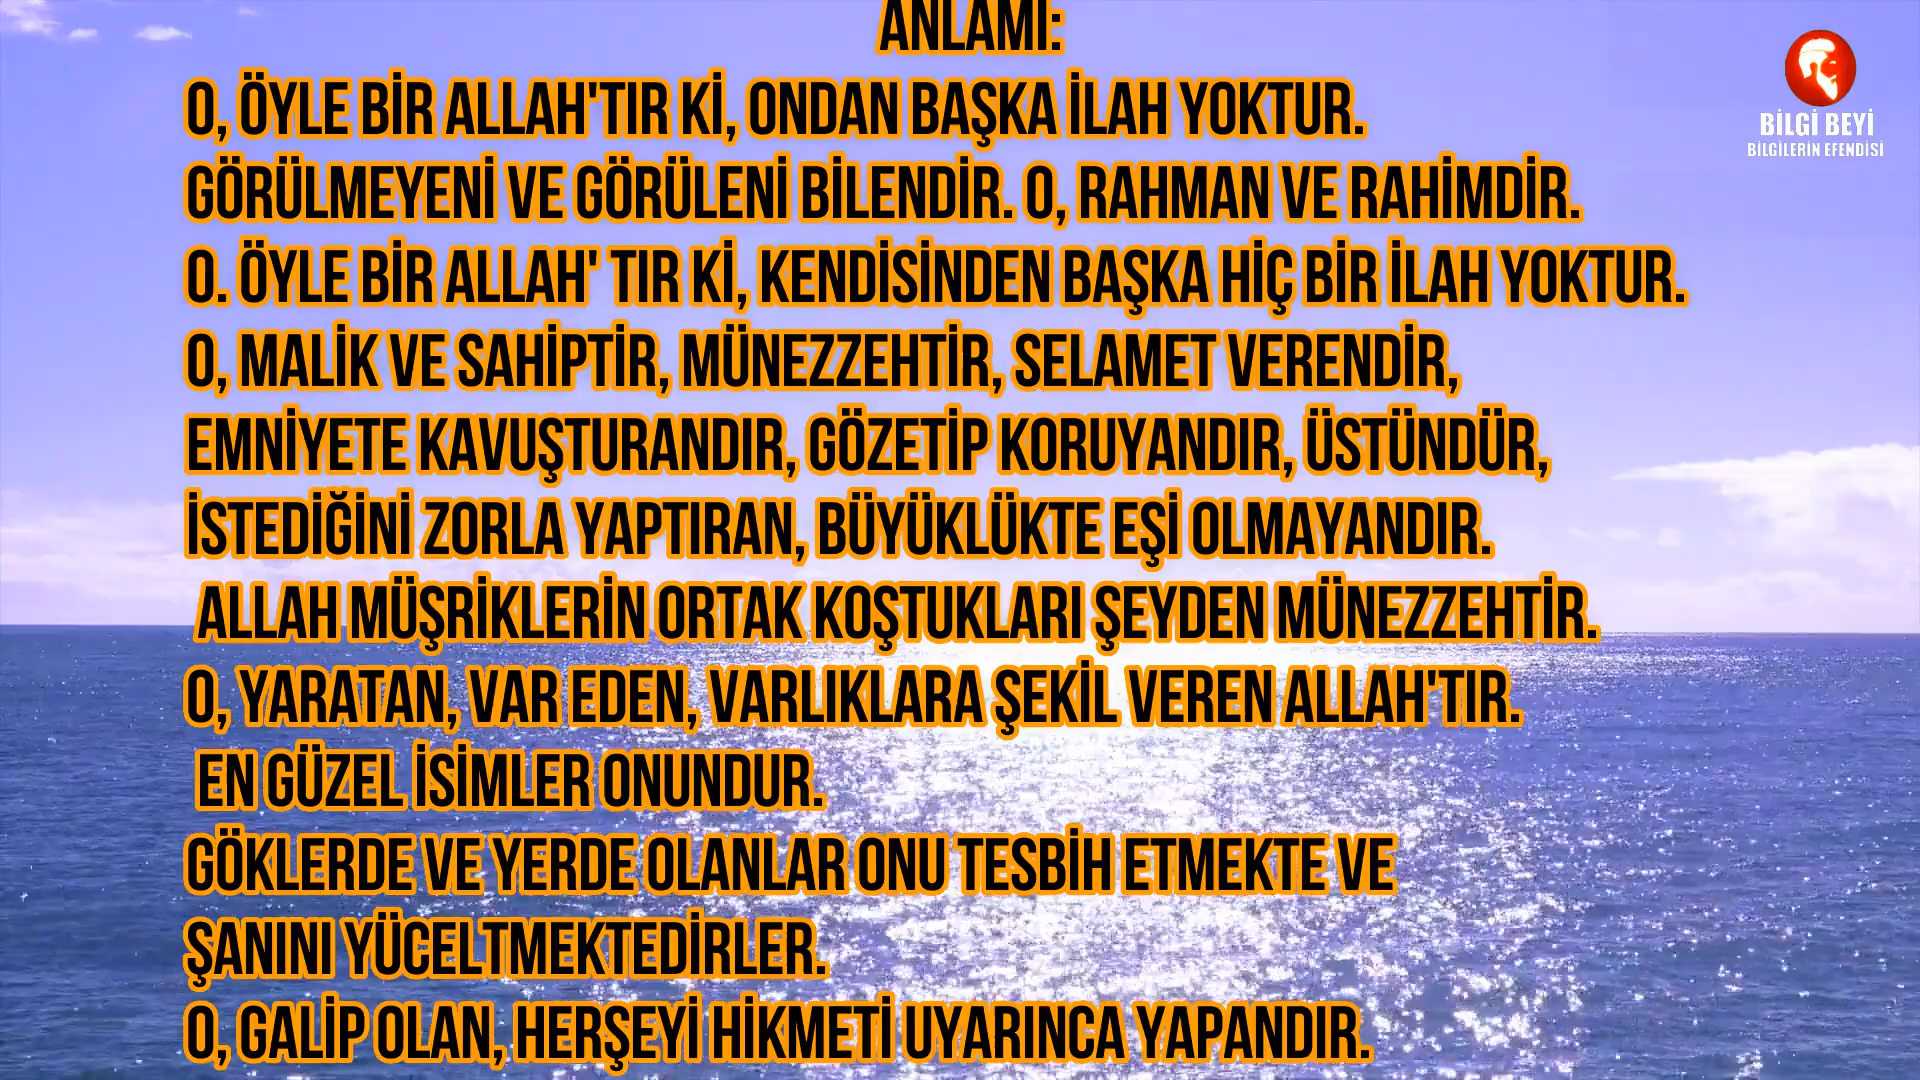 ANLAMI:
O, ÖYLE BİR ALLAH'TIR Kİ, ONDAN BAŞKA İLAH YOKTUR.
GÖRÜLMEYENİ VE GÖRÜLENİ BİLENDİR. O, RAHMAN VE RAHİMDİR.
O. ÖYLE BİR ALLAH' TIR Kİ, KENDİSİNDEN BAŞKA HİÇ BİR İLAH YOKTUR.
O, MALİK VE SAHİPTİR, MÜNEZZEHTİR, SELAMET VERENDİR,
EMNİYETE KAVUŞTURANDIR, GÖZETİP KORUYANDIR, ÜSTÜNDÜR,
İSTEDİĞİNİ ZORLA YAPTIRAN, BÜYÜKLÜKTE EŞİ OLMAYANDIR.
ALLAH MÜŞRİKLERİN ORTAK KOŞTUKLARI ŞEYDEN MÜNEZZEHTİR.
O, YARATAN, VAR EDEN, VARLIKLARA ŞEKİL VEREN ALLAH'TIR.
EN GÜZEL İSİMLER ONUNDUR.
GÖKLERDE VE YERDE OLANLAR ONU TESBİH ETMEKTE VE
ŞANINI YÜCELTMEKTEDİRLER.
O, GALİP OLAN, HERŞEYİ HİKMETİ UYARINCA YAPANDIR.
BİLGİ BEYİ
BİLGİLERİN EFENDİSİ